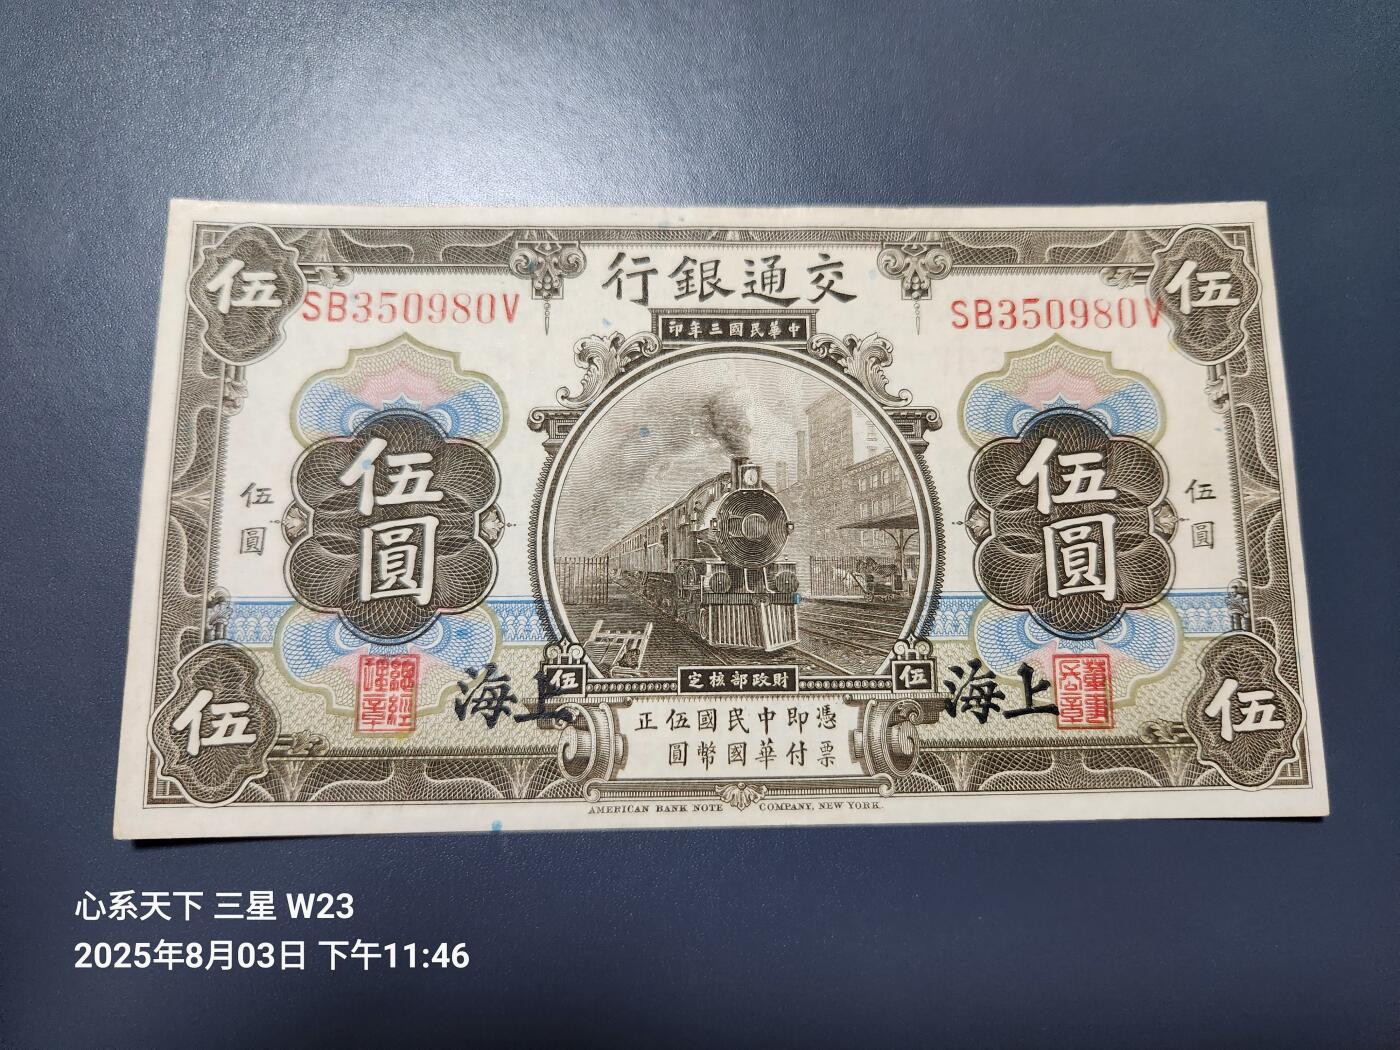 交通銀行
中華民國三年印
SB350980V
SB350980V
伍
伍
伍圓
伍圓
伍圓
伍圓
總經理章
董事長章
上海
上海
伍
財政部核定
伍
憑票即付中華民國國幣伍圓正
伍
伍
AMERICAN BANK NOTE COMPANY, NEW YORK.
心系天下 三星 W23
2025年8月03日 下午11:46